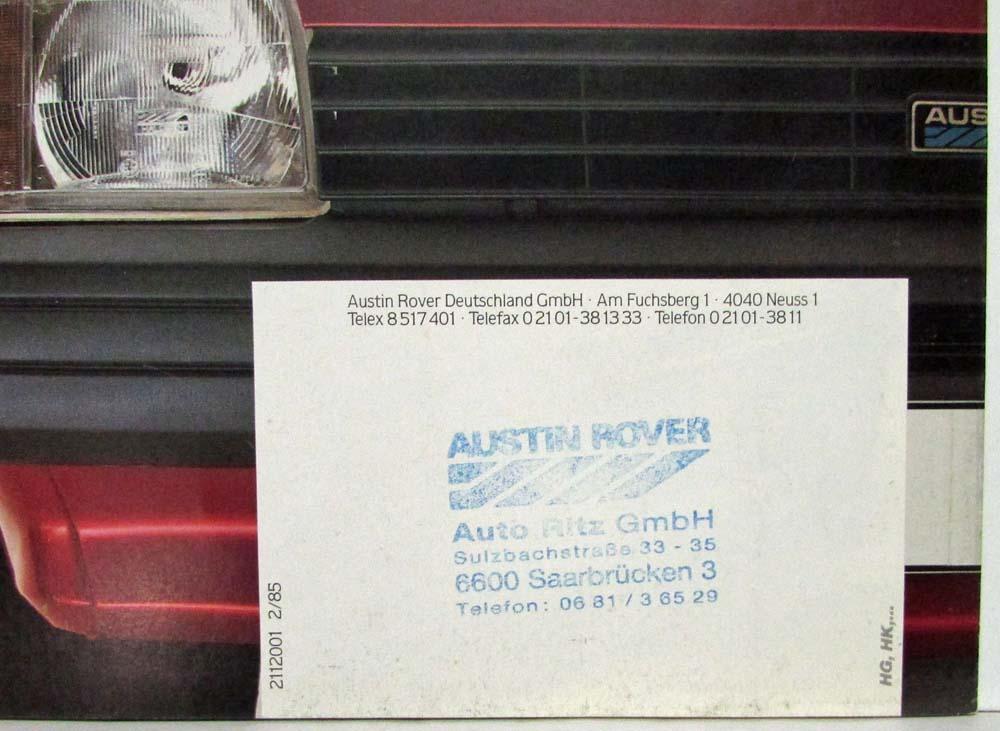 AUS
Austin Rover Deutschland GmbH · Am Fuchsberg 1 · 4040 Neuss 1
Telex 8 517 401 · Telefax 0 21 01-38 13 33 · Telefon 0 21 01-38 11
AUSTIN ROVER
Auto Ritz GmbH
Sulzbachstraße 33 - 35
6600 Saarbrücken 3
Telefon: 06 81 / 3 65 29
2112001 2/85
HG, HK,...